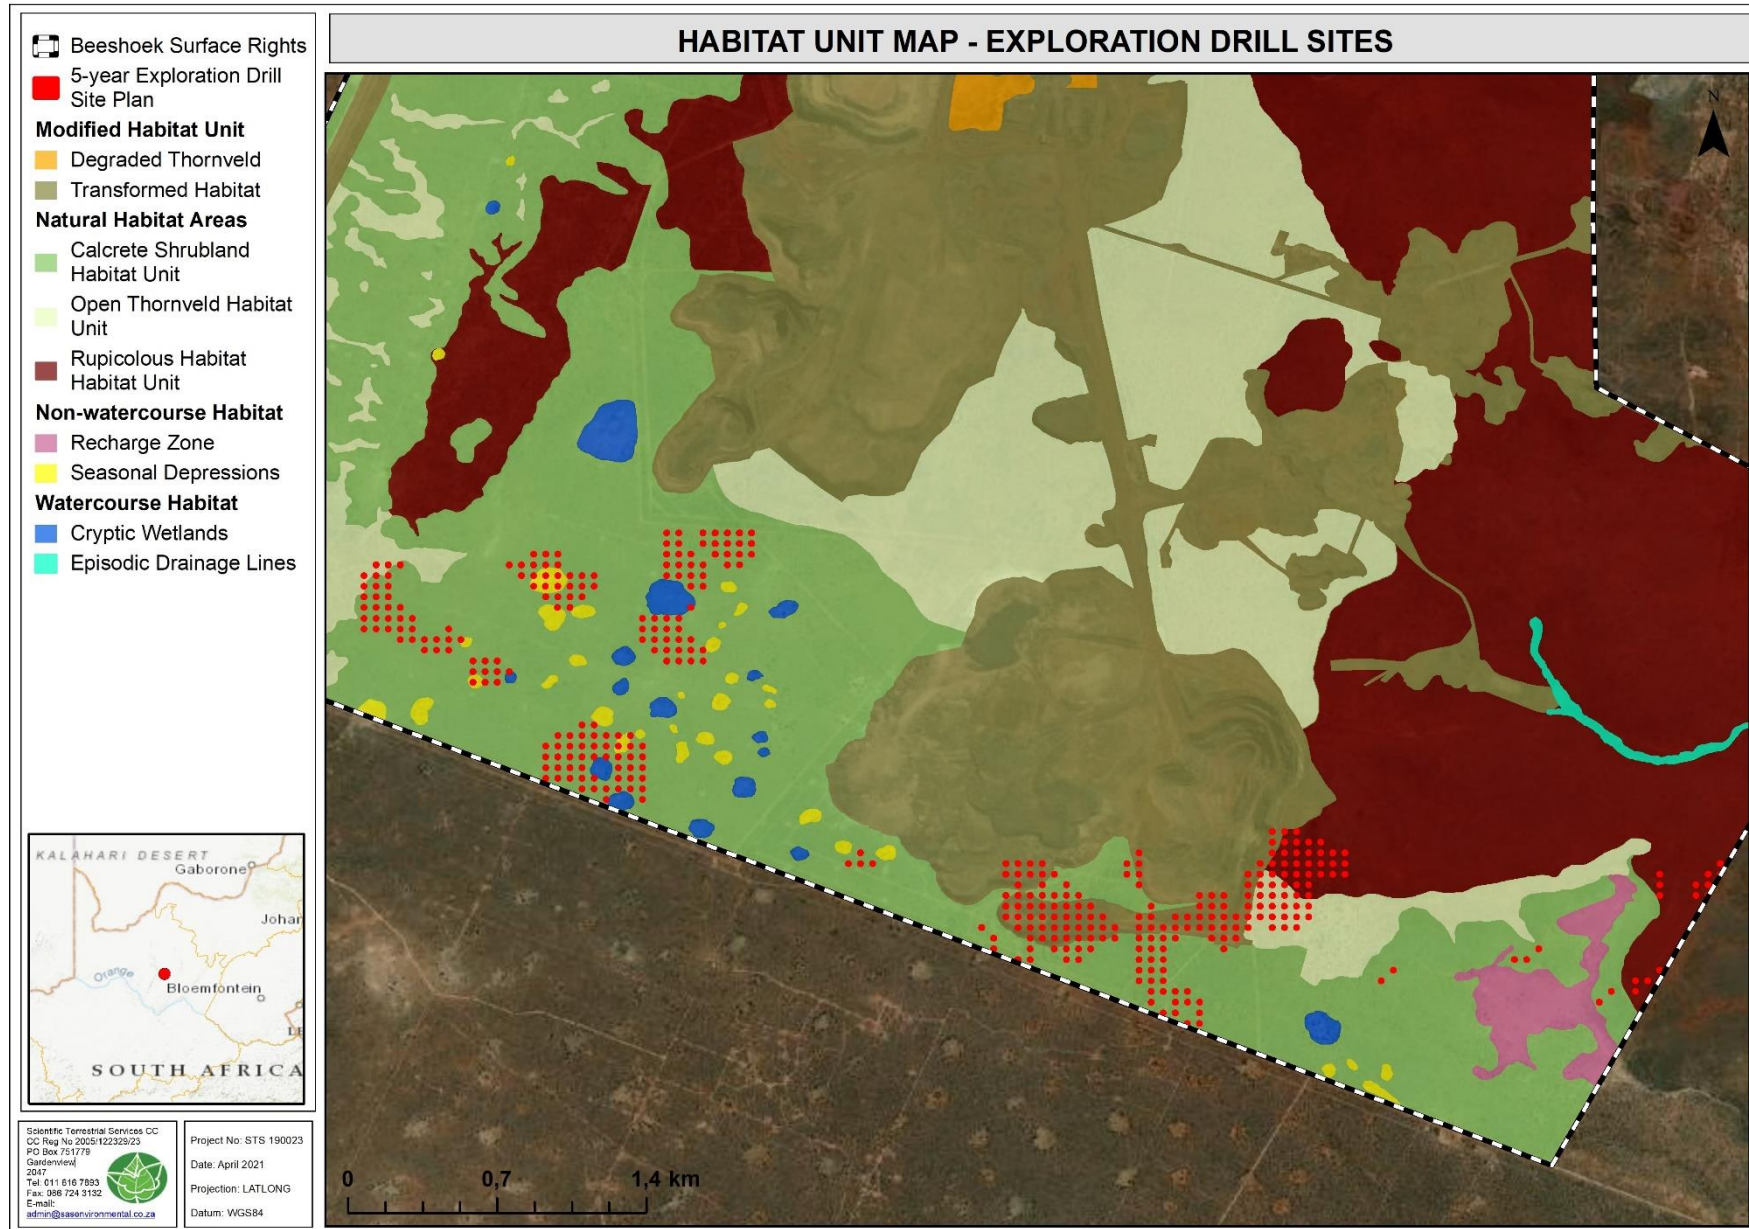 HABITAT UNIT MAP - EXPLORATION DRILL SITES
Beeshoek Surface Rights
5-year Exploration Drill
Site Plan
Modified Habitat Unit
Degraded Thornveld
Transformed Habitat
Natural Habitat Areas
Calcrete Shrubland
Habitat Unit
Open Thornveld Habitat
Unit
Rupicolous Habitat
Habitat Unit
Non-watercourse Habitat
Recharge Zone
Seasonal Depressions
Watercourse Habitat
Cryptic Wetlands
Episodic Drainage Lines
N
KALAHARI DESERT
Gaborone
Johar
Orange
Bloemfontein
LE
SOUTH AFRICA
Scientific Terrestrial Services CC
CC Reg No 2005/122329/23
PO Box 751779
Gardenview
2047
Tel: 011 616 7893
Fax: 086 724 3132
E-mail:
admin@sasenvironmental.co.za
Project No: STS 190023
Date: April 2021
Projection: LATLONG
Datum: WGS84
0 0,7 1,4 km